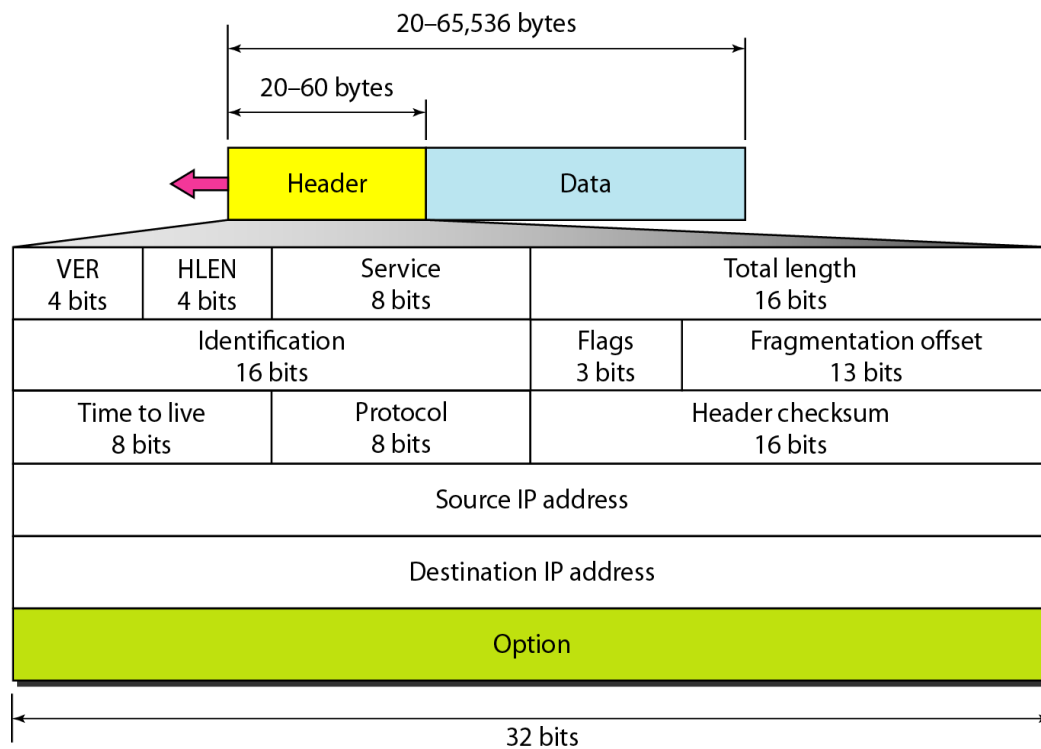 20–65,536 bytes
20–60 bytes
Header
Data
VER
4 bits
HLEN
4 bits
Service
8 bits
Total length
16 bits
Identification
16 bits
Flags
3 bits
Fragmentation offset
13 bits
Time to live
8 bits
Protocol
8 bits
Header checksum
16 bits
Source IP address
Destination IP address
Option
32 bits